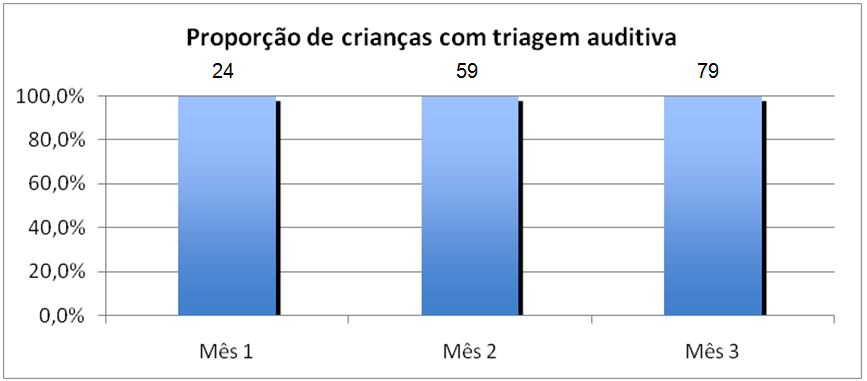 Proporção de crianças com triagem auditiva
24 59 79
100,0%
80,0%
60,0%
40,0%
20,0%
0,0%
Mês 1 Mês 2 Mês 3